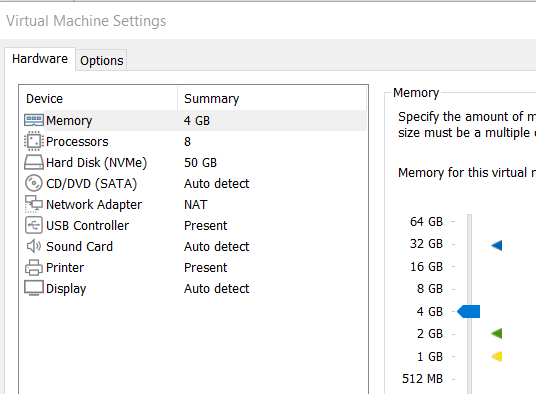 Virtual Machine Settings
Hardware Options
Device Summary
Memory 4 GB
Processors 8
Hard Disk (NVMe) 50 GB
CD/DVD (SATA) Auto detect
Network Adapter NAT
USB Controller Present
Sound Card Auto detect
Printer Present
Display Auto detect
Memory
Specify the amount of
size must be a multiple
Memory for this virtual
64 GB
32 GB
16 GB
8 GB
4 GB
2 GB
1 GB
512 MB